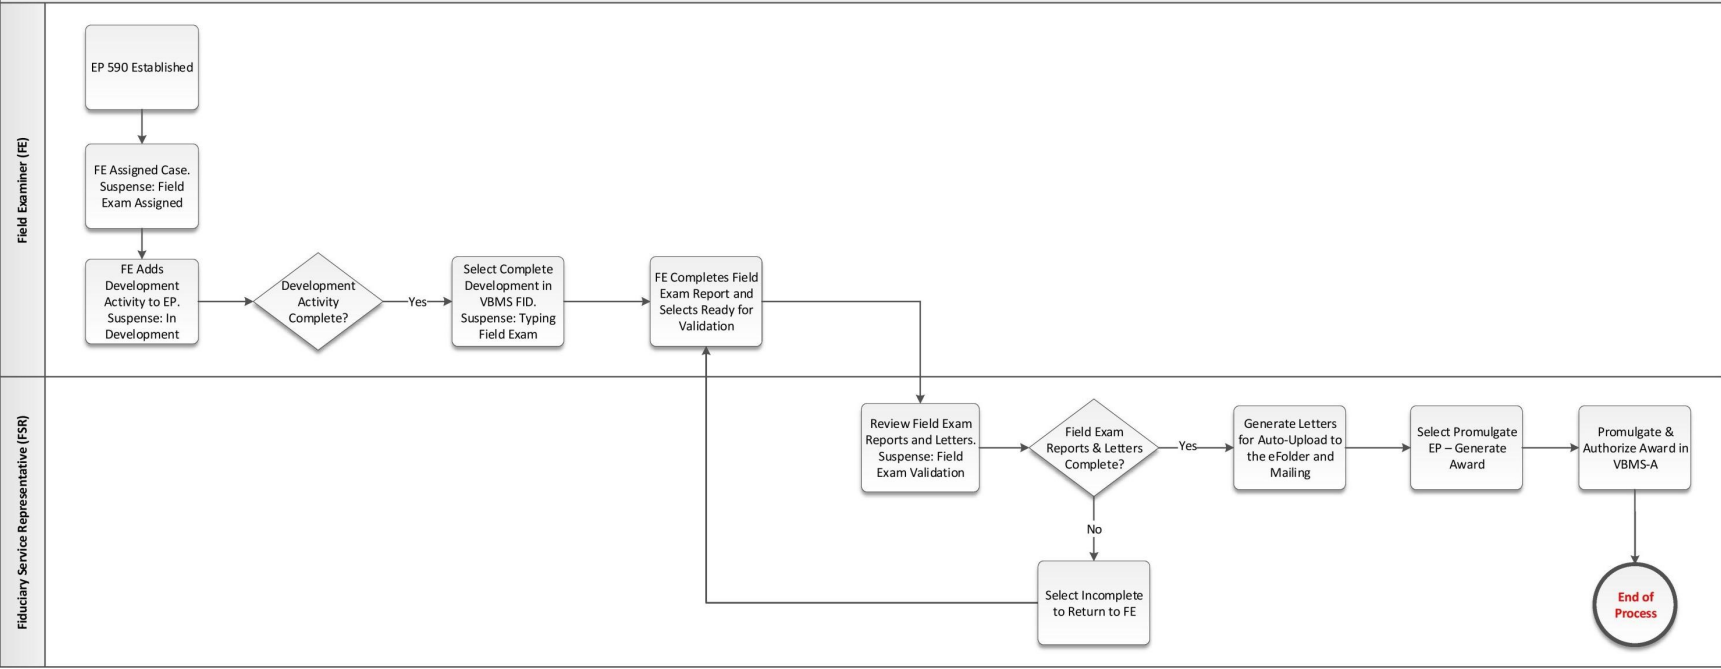 Field Examiner (FE)
EP 590 Established
FE Assigned Case.
Suspense: Field
Exam Assigned
FE Adds
Development
Activity to EP.
Suspense: In
Development
Development
Activity
Complete?
Yes
Select Complete
Development in
VBMS FID.
Suspense: Typing
Field Exam
FE Completes Field
Exam Report and
Selects Ready for
Validation
Fiduciary Service Representative (FSR)
Review Field Exam
Reports and Letters.
Suspense: Field
Exam Validation
Field Exam
Reports & Letters
Complete?
Yes
No
Select Incomplete
to Return to FE
Generate Letters
for Auto-Upload to
the eFolder and
Mailing
Select Promulgate
EP – Generate
Award
Promulgate &
Authorize Award in
VBMS-A
End of
Process